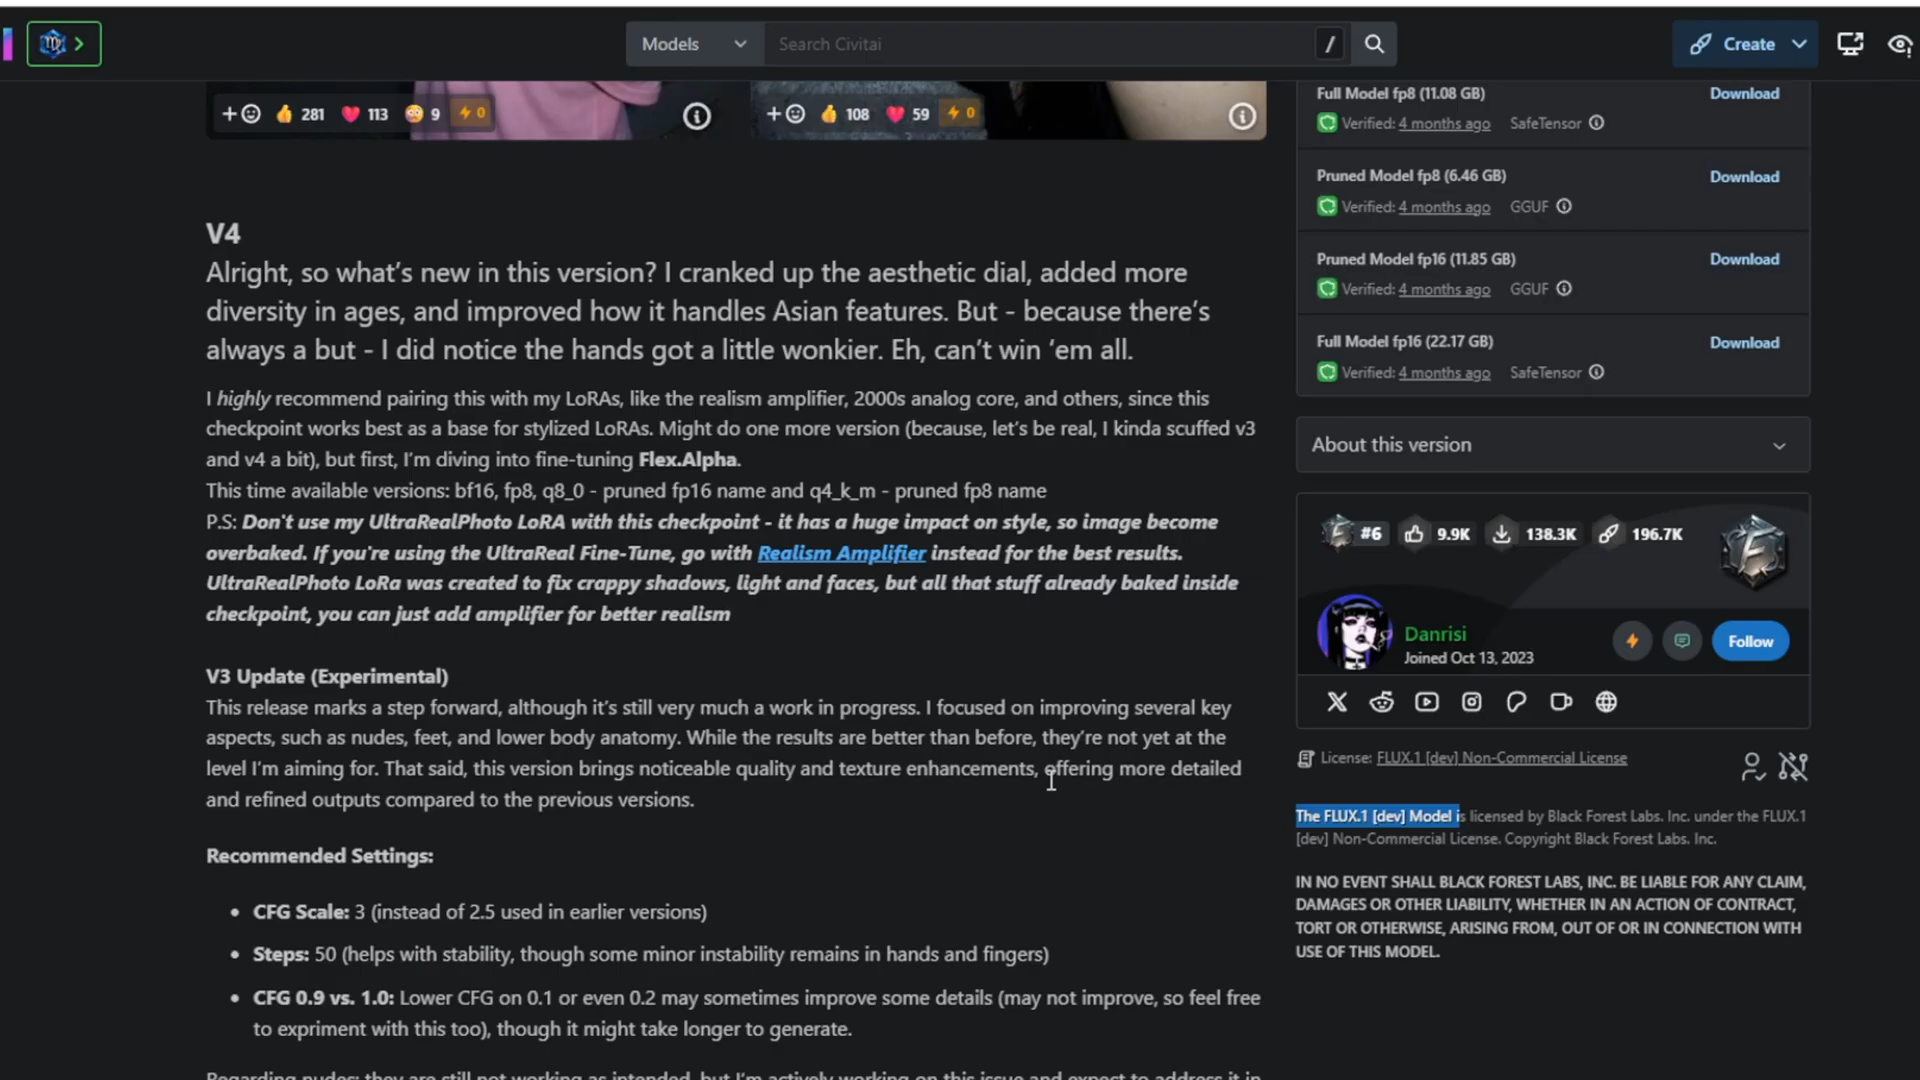 Models
Search Civitai
/
Create
281 113 9 0
108 59 0
V4
Alright, so what's new in this version? I cranked up the aesthetic dial, added more
diversity in ages, and improved how it handles Asian features. But - because there's
always a but - I did notice the hands got a little wonkier. Eh, can't win 'em all.
I highly recommend pairing this with my LoRAs, like the realism amplifier, 2000s analog core, and others, since this
checkpoint works best as a base for stylized LoRAs. Might do one more version (because, let's be real, I kinda scuffed v3
and v4 a bit), but first, I'm diving into fine-tuning Flex.Alpha.
This time available versions: bf16, fp8, q8_0 - pruned fp16 name and q4_k_m - pruned fp8 name
P.S: Don't use my UltraRealPhoto LoRA with this checkpoint - it has a huge impact on style, so image become
overbaked. If you're using the UltraReal Fine-Tune, go with Realism Amplifier instead for the best results.
UltraRealPhoto LoRa was created to fix crappy shadows, light and faces, but all that stuff already baked inside
checkpoint, you can just add amplifier for better realism
V3 Update (Experimental)
This release marks a step forward, although it's still very much a work in progress. I focused on improving several key
aspects, such as nudes, feet, and lower body anatomy. While the results are better than before, they're not yet at the
level I'm aiming for. That said, this version brings noticeable quality and texture enhancements, offering more detailed
and refined outputs compared to the previous versions.
Recommended Settings:
• CFG Scale: 3 (instead of 2.5 used in earlier versions)
• Steps: 50 (helps with stability, though some minor instability remains in hands and fingers)
• CFG 0.9 vs. 1.0: Lower CFG on 0.1 or even 0.2 may sometimes improve some details (may not improve, so feel free
to expriment with this too), though it might take longer to generate.
Regarding nudes: they are still not working as intended, but I'm actively working on this issue and expect to address it in
Full Model fp8 (11.08 GB) Download
Verified: 4 months ago SafeTensor
Pruned Model fp8 (6.46 GB) Download
Verified: 4 months ago GGUF
Pruned Model fp16 (11.85 GB) Download
Verified: 4 months ago GGUF
Full Model fp16 (22.17 GB) Download
Verified: 4 months ago SafeTensor
About this version
#6 9.9K 138.3K 196.7K
Danrisi
Joined Oct 13, 2023
Follow
License: FLUX.1 [dev] Non-Commercial License
The FLUX.1 [dev] Model is licensed by Black Forest Labs. Inc. under the FLUX.1
[dev] Non-Commercial License. Copyright Black Forest Labs. Inc.
IN NO EVENT SHALL BLACK FOREST LABS, INC. BE LIABLE FOR ANY CLAIM,
DAMAGES OR OTHER LIABILITY, WHETHER IN AN ACTION OF CONTRACT,
TORT OR OTHERWISE, ARISING FROM, OUT OF OR IN CONNECTION WITH
USE OF THIS MODEL.